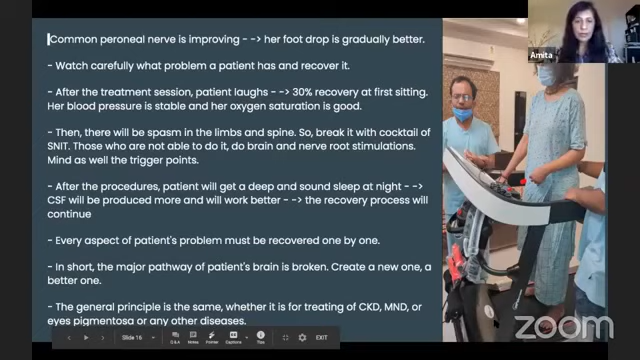 Common peroneal nerve is improving - -> her foot drop is gradually better.
- Watch carefully what problem a patient has and recover it.
- After the treatment session, patient laughs - -> 30% recovery at first sitting.
Her blood pressure is stable and her oxygen saturation is good.
- Then, there will be spasm in the limbs and spine. So, break it with cocktail of
SNIT. Those who are not able to do it, do brain and nerve root stimulations.
Mind as well the trigger points.
- After the procedures, patient will get a deep and sound sleep at night - ->
CSF will be produced more and will work better - -> the recovery process will
continue
- Every aspect of patient's problem must be recovered one by one.
- In short, the major pathway of patient's brain is broken. Create a new one, a
better one.
- The general principle is the same, whether it is for treating of CKD, MND, or
eyes pigmentosa or any other diseases.
Slide 16
Q&A
Notes
Pointer
Captions
Tips
EXIT
Amita
zoom